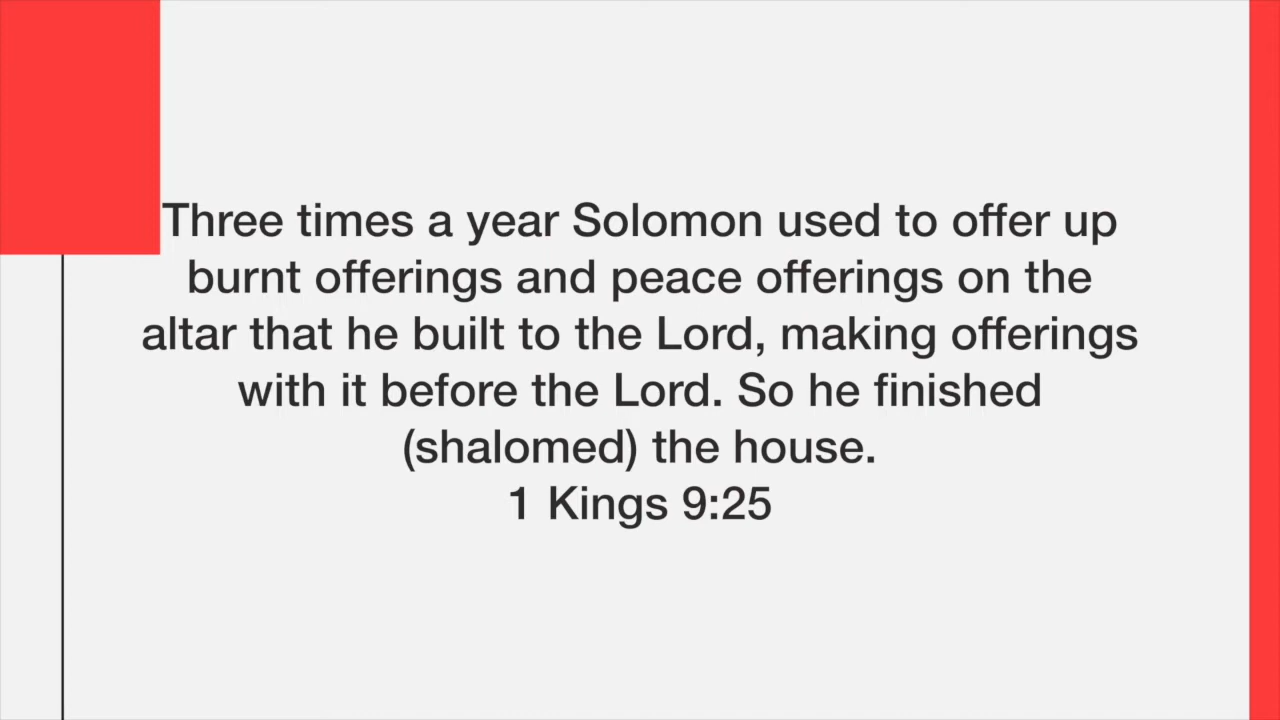 Three times a year Solomon used to offer up
burnt offerings and peace offerings on the
altar that he built to the Lord, making offerings
with it before the Lord. So he finished
(shalomed) the house.
1 Kings 9:25